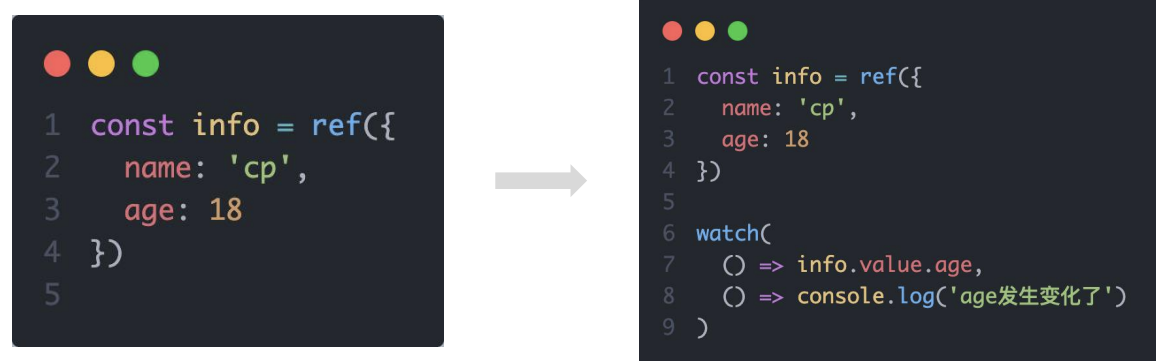 1 const info = ref({
2   name: 'cp',
3   age: 18
4 })
5
1 const info = ref({
2   name: 'cp',
3   age: 18
4 })
5
6 watch(
7   () => info.value.age,
8   () => console.log('age发生变化了')
9 )